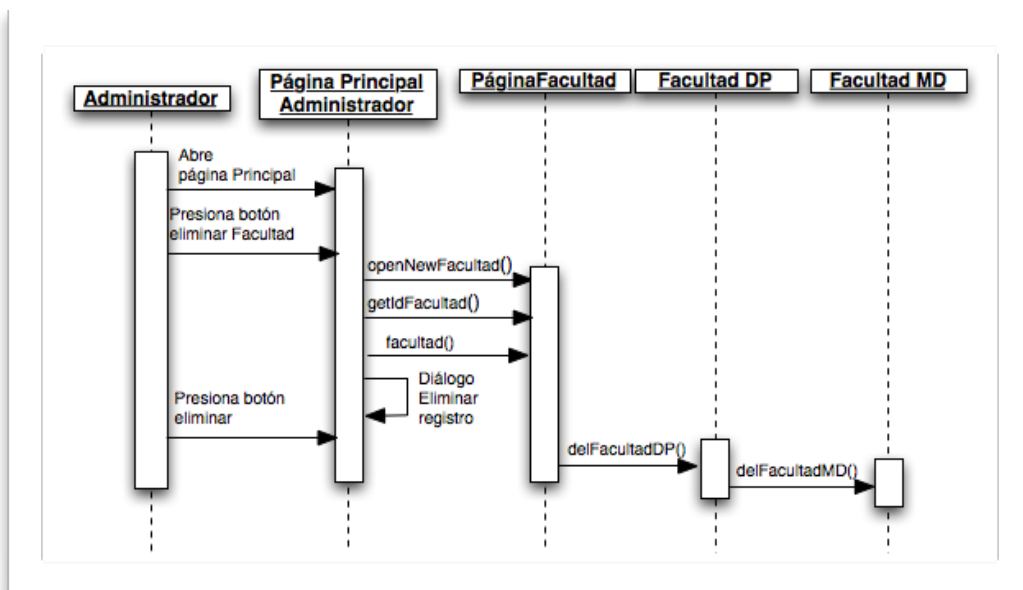 Administrador
Página Principal
Administrador
PáginaFacultad
Facultad DP
Facultad MD
Abre
página Principal
Presiona botón
eliminar Facultad
openNewFacultad()
getIdFacultad()
facultad()
Diálogo
Eliminar
registro
Presiona botón
eliminar
delFacultadDP()
delFacultadMD()